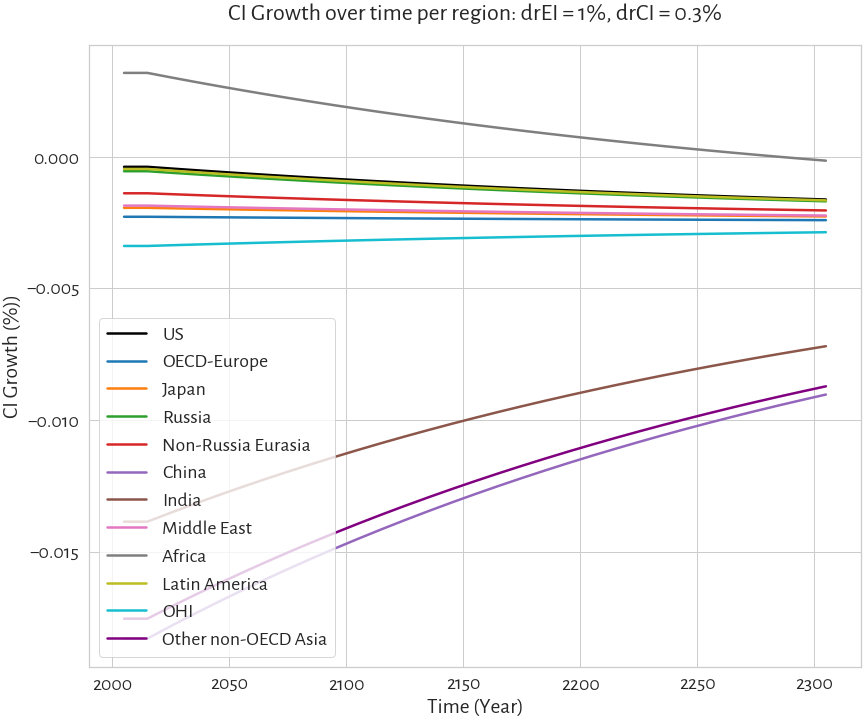 CI Growth over time per region: drEI = 1%, drCI = 0.3%
CI Growth (%))
0.000
−0.005
−0.010
−0.015
US
OECD-Europe
Japan
Russia
Non-Russia Eurasia
China
India
Middle East
Africa
Latin America
OHI
Other non-OECD Asia
2000 2050 2100 2150 2200 2250 2300
Time (Year)